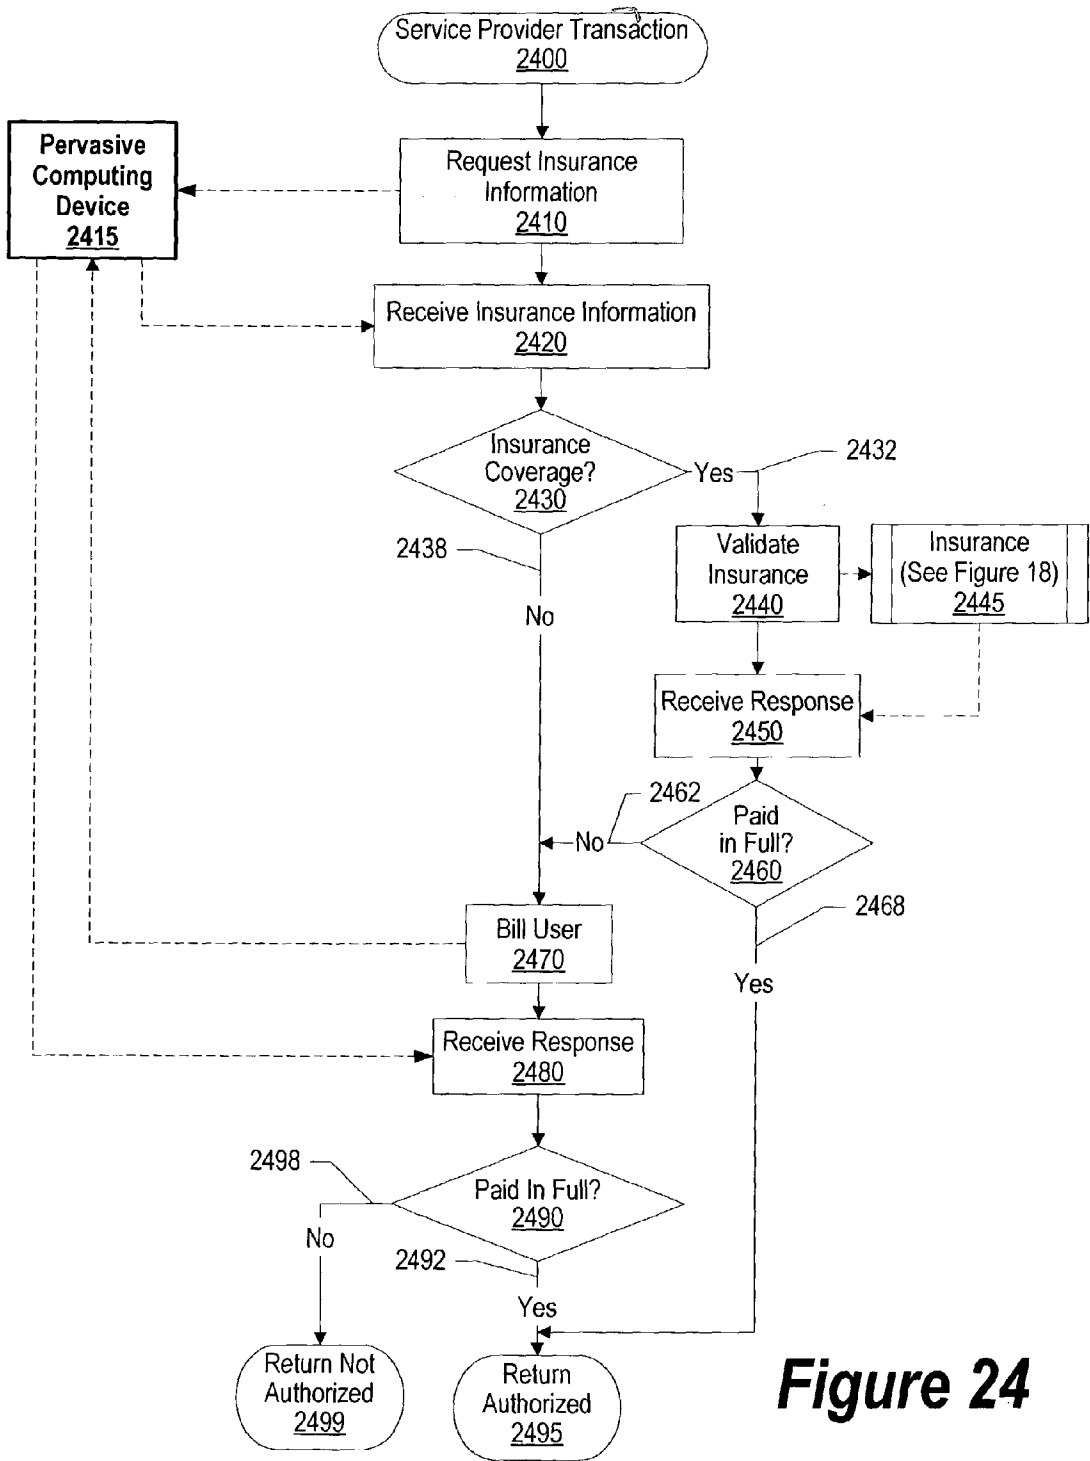 Service Provider Transaction
2400
Pervasive
Computing
Device
2415
Request Insurance
Information
2410
Receive Insurance Information
2420
Insurance
Coverage?
2430
Yes
2432
2438
No
Validate
Insurance
2440
Insurance
(See Figure 18)
2445
Receive Response
2450
2462
No
Paid
in Full?
2460
2468
Yes
Bill User
2470
Receive Response
2480
2498
No
Paid In Full?
2490
2492
Yes
Return Not
Authorized
2499
Return
Authorized
2495
Figure 24